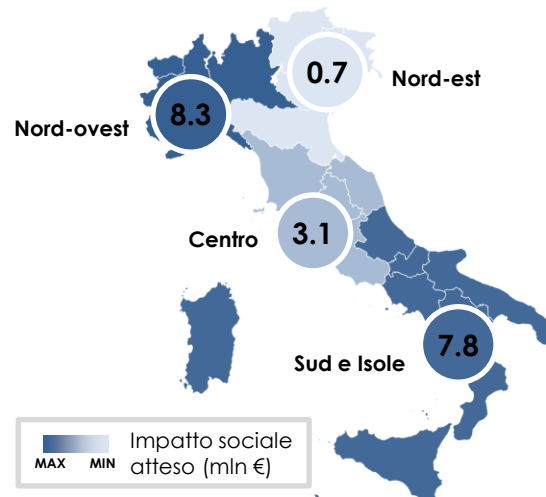 0.7
Nord-est
8.3
Nord-ovest
3.1
Centro
7.8
Sud e Isole
MAX MIN
Impatto sociale
atteso (mln €)